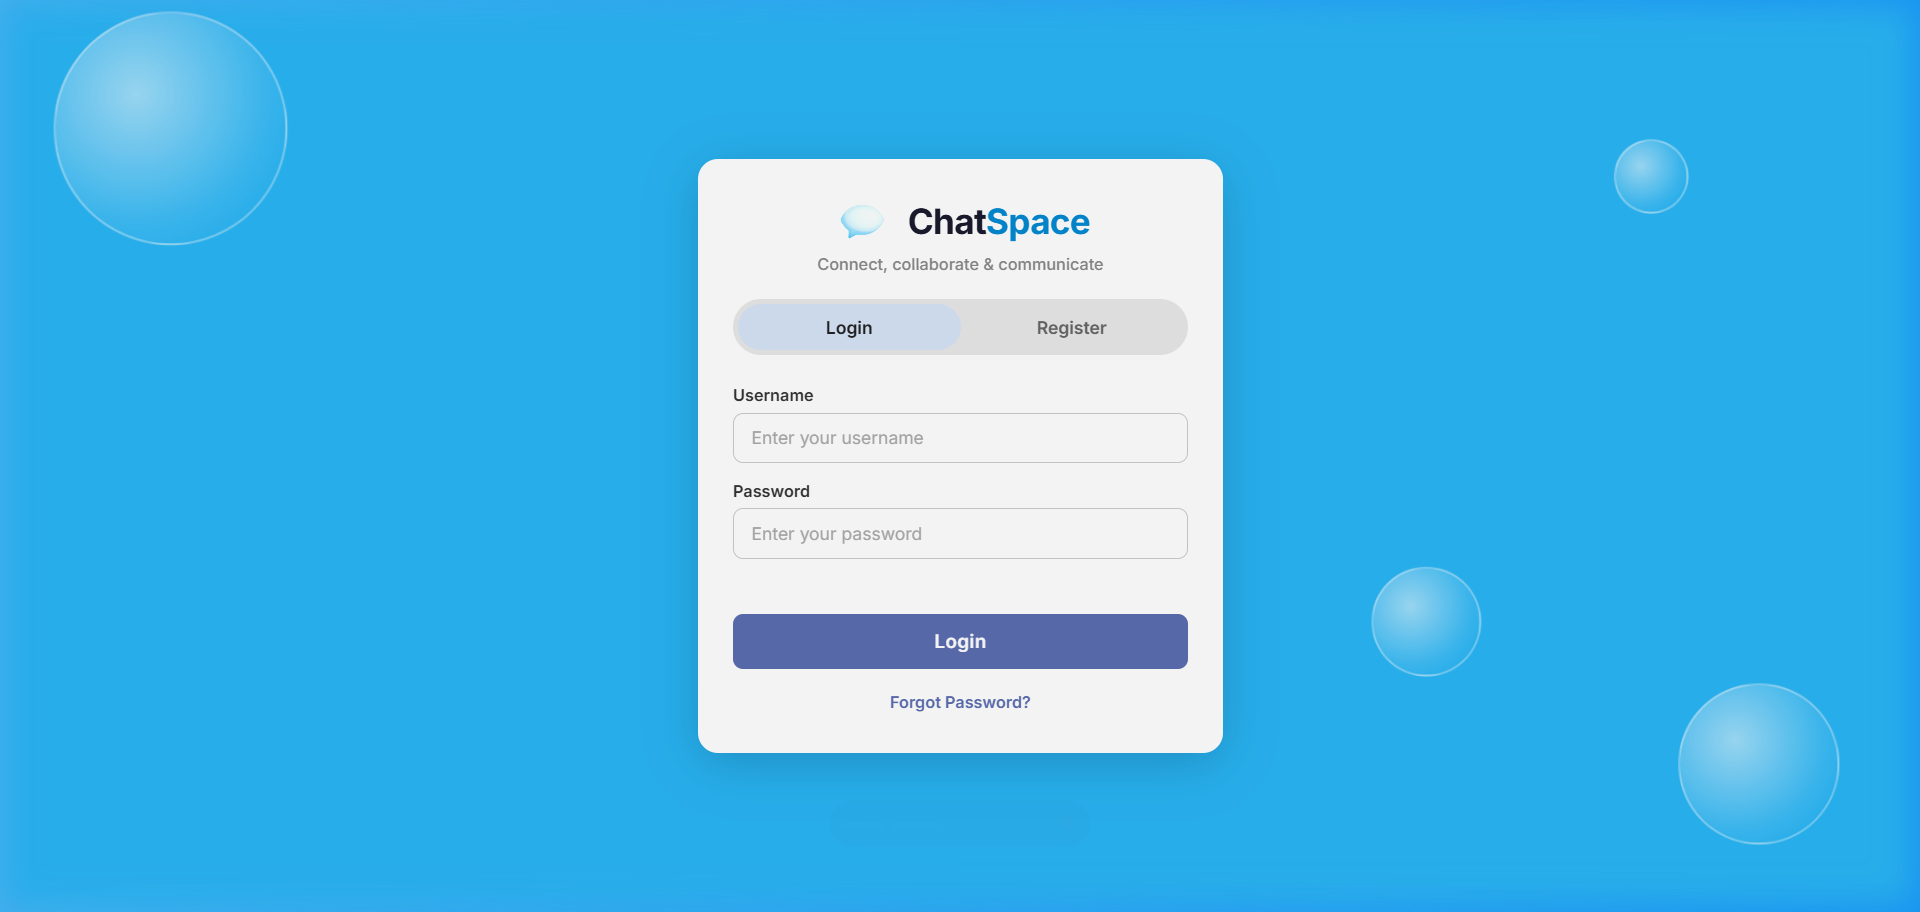 ChatSpace
Connect, collaborate & communicate
Login
Register
Username
Enter your username
Password
Enter your password
Login
Forgot Password?